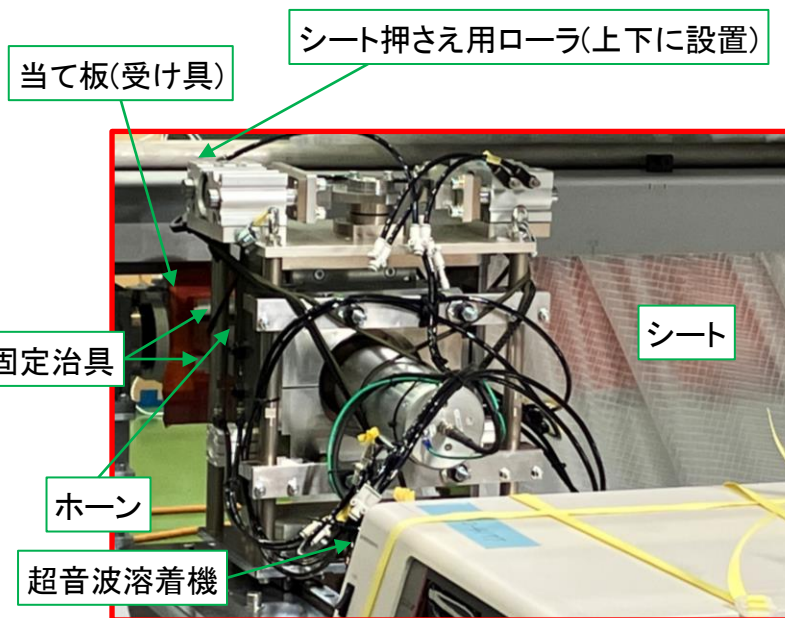 シート押さえ用ローラ(上下に設置)
当て板(受け具)
シート
固定治具
ホーン
超音波溶着機